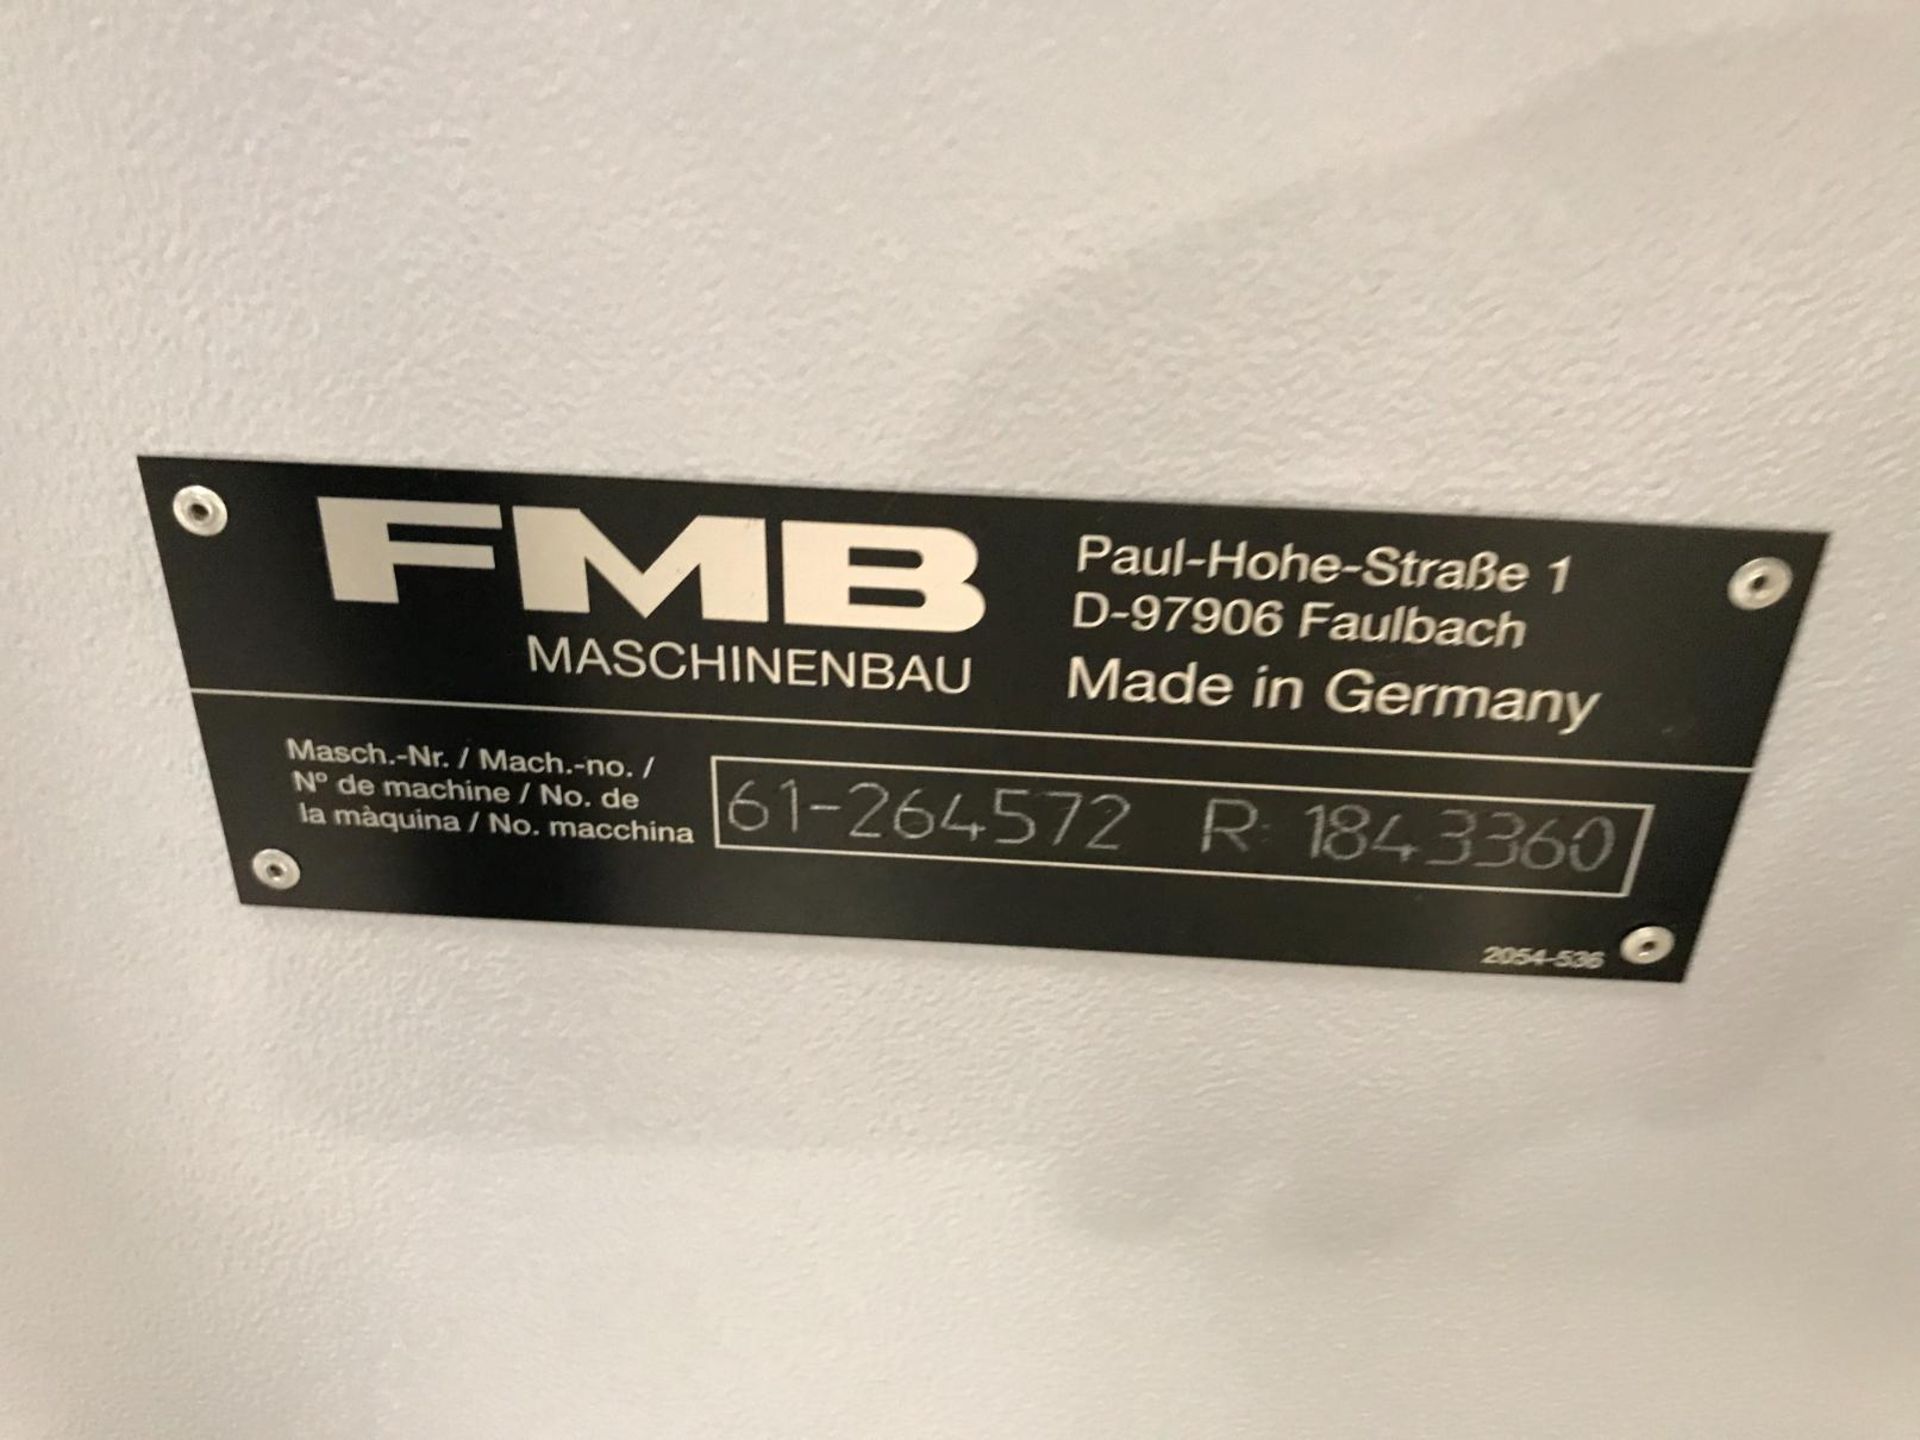 FMB
MASCHINENBAU
Paul-Hohe-Straße 1
D-97906 Faulbach
Made in Germany
Masch.-Nr. / Mach.-no. /
Nº de machine / No. de
la màquina / No. macchina
61-264572 R: 1843360
2054-536